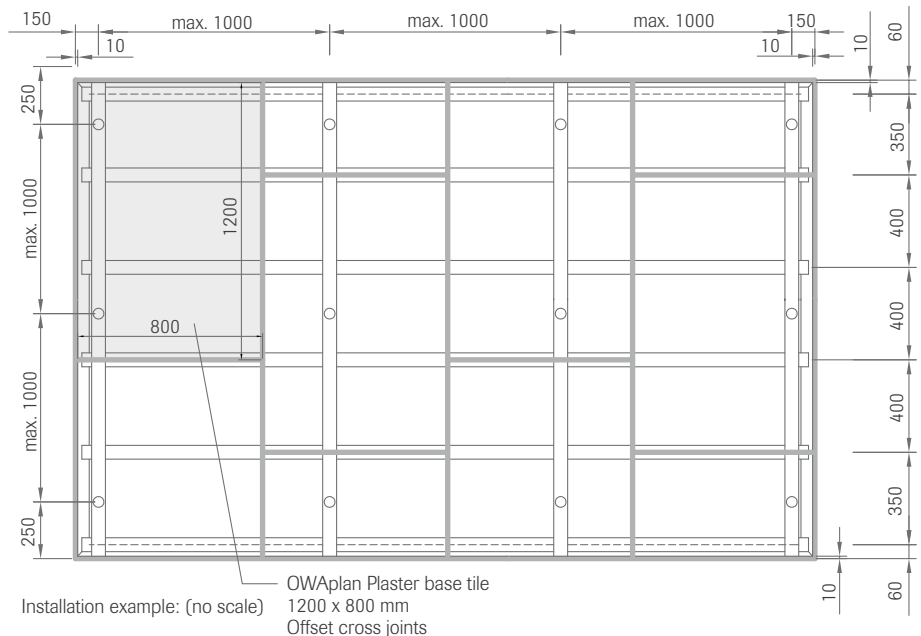 150
max. 1000
max. 1000
max. 1000
150
10
10
10
60
250
max. 1000
max. 1000
250
1200
800
350
400
400
400
350
10
60
Installation example: (no scale)
OWAplan Plaster base tile
1200 x 800 mm
Offset cross joints